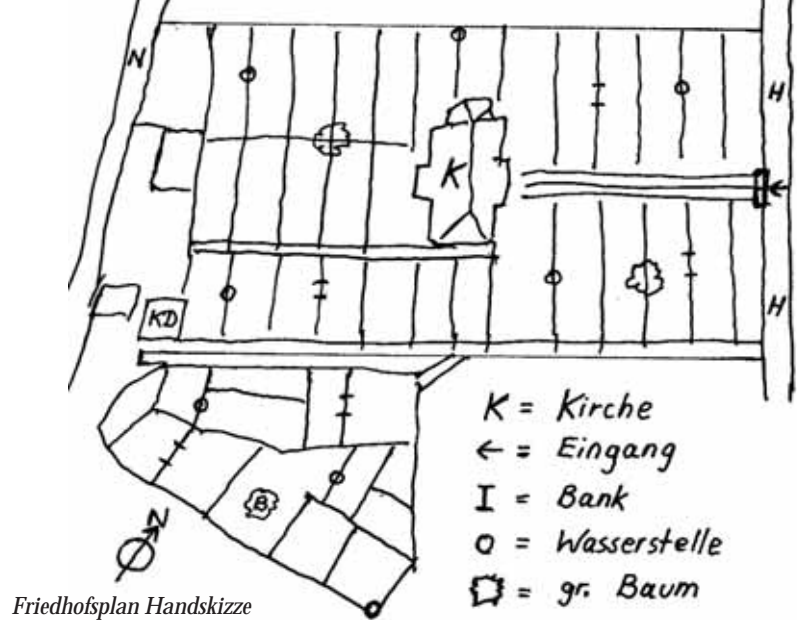 N
H
K
H
KD
K = Kirche
← = Eingang
I = Bank
O = Wasserstelle
= gr. Baum
B
N
Friedhofsplan Handskizze